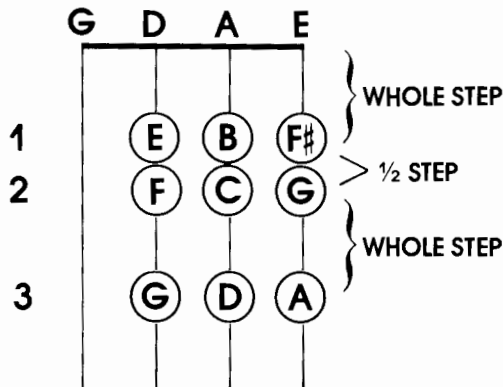 G D A E
WHOLE STEP
1 E B F♯
½ STEP
2 F C G
WHOLE STEP
3 G D A